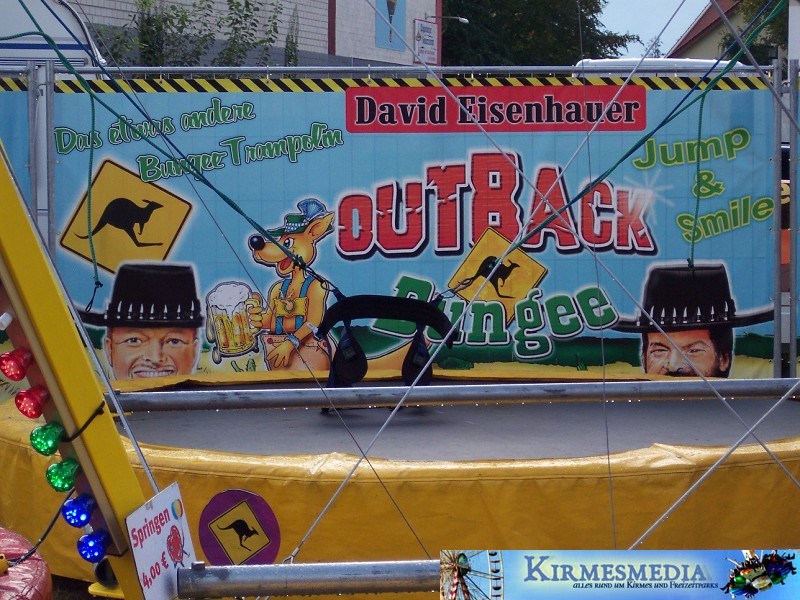 David Eisenhauer
Das etwas andere
Bungee Trampolin
OUTBACK
Bungee
Jump
&
Smile
Springen
4,00 €
KIRMESMEDIA
ALLES RUND UM KIRMES UND FREIZEITPARKS